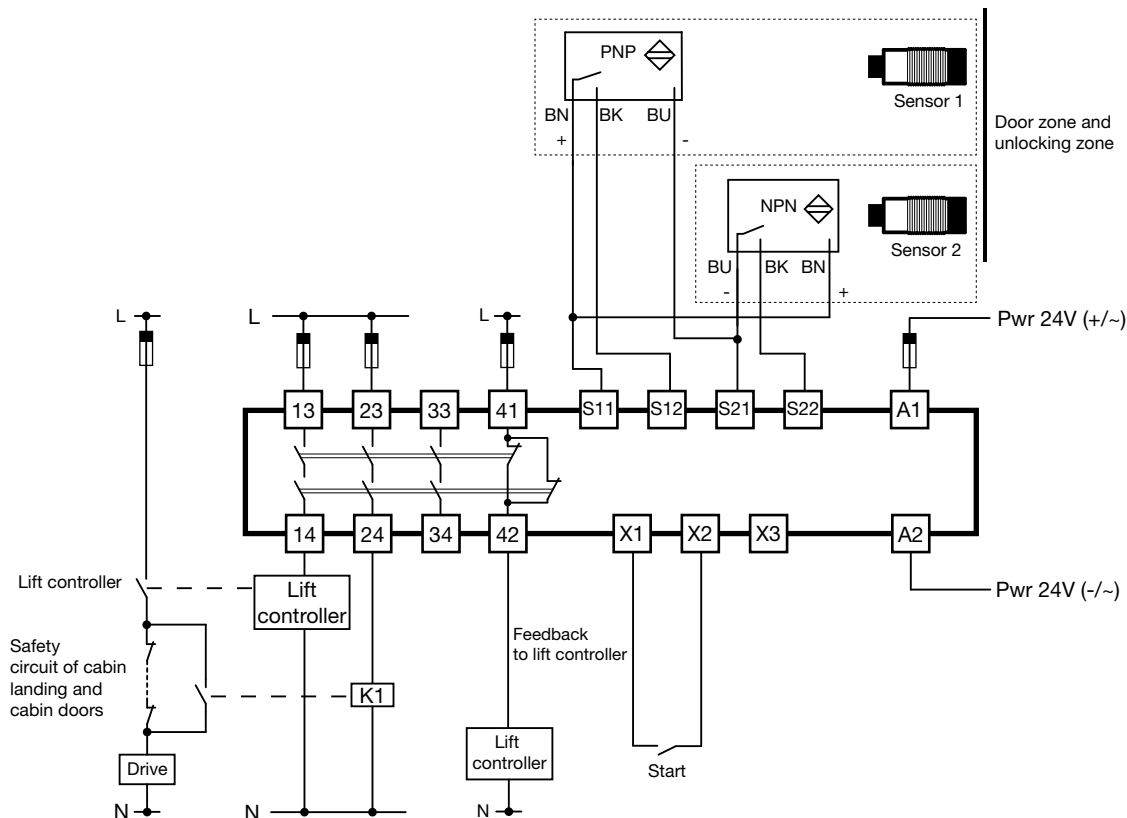 PNP
Sensor 1
BN BK BU
+ -
Door zone and
unlocking zone
NPN
Sensor 2
BU BK BN
- +
L
L
L
Pwr 24V (+/~)
13 23 33 41 S11 S12 S21 S22 A1
14 24 34 42 X1 X2 X3 A2
Lift controller
Lift
controller
Pwr 24V (-/~)
Safety
circuit of cabin
landing and
cabin doors
Feedback
to lift controller
K1
Drive
Lift
controller
Start
N
N
N